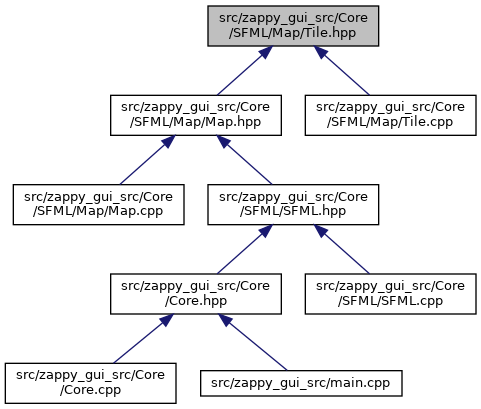 src/zappy_gui_src/Core
/SFML/Map/Tile.hpp
src/zappy_gui_src/Core
/SFML/Map/Map.hpp
src/zappy_gui_src/Core
/SFML/Map/Tile.cpp
src/zappy_gui_src/Core
/SFML/Map/Map.cpp
src/zappy_gui_src/Core
/SFML/SFML.hpp
src/zappy_gui_src/Core
/Core.hpp
src/zappy_gui_src/Core
/SFML/SFML.cpp
src/zappy_gui_src/Core
/Core.cpp
src/zappy_gui_src/main.cpp